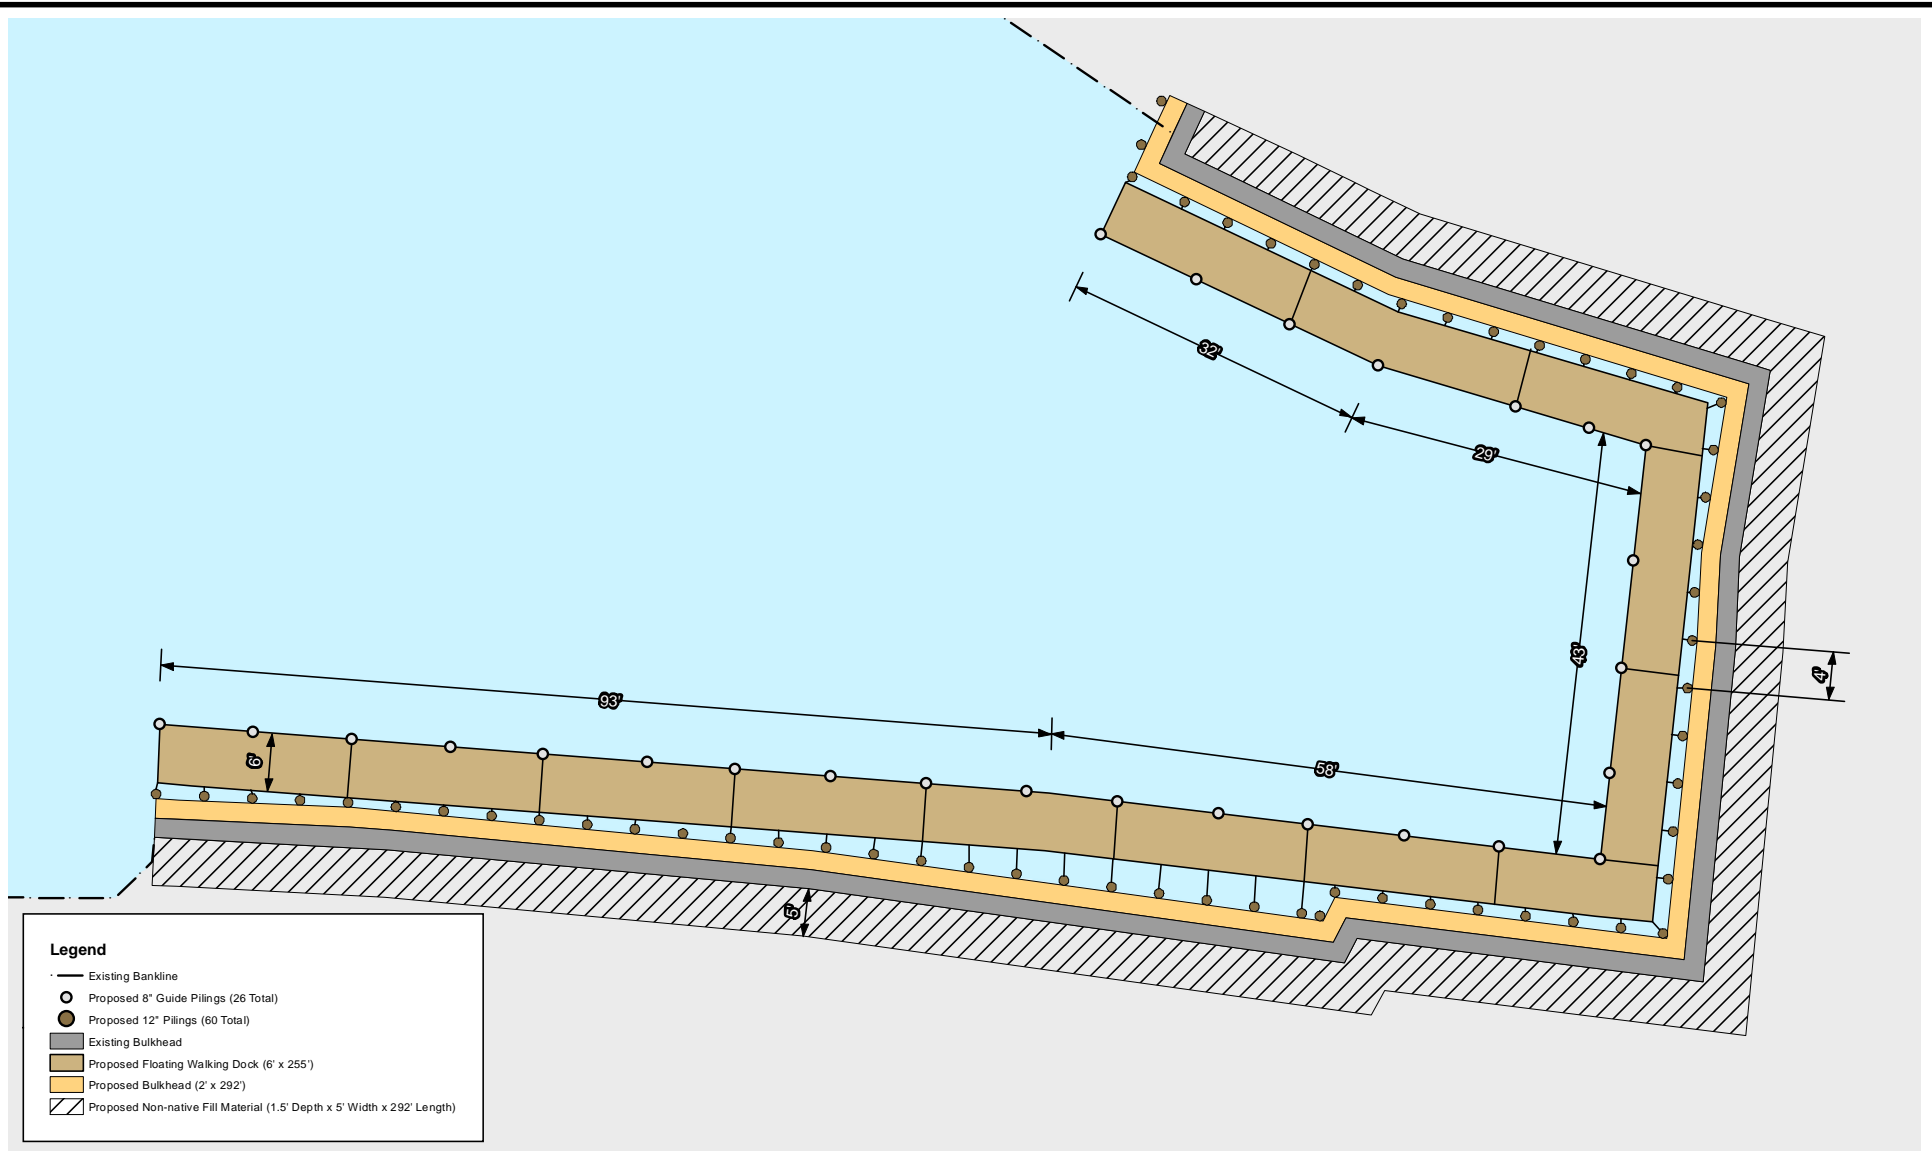 32'
29'
43'
4'
93'
58'
6'
5'
Legend
Existing Bankline
Proposed 8" Guide Pilings (26 Total)
Proposed 12" Pilings (60 Total)
Existing Bulkhead
Proposed Floating Walking Dock (6' x 255')
Proposed Bulkhead (2' x 292')
Proposed Non-native Fill Material (1.5' Depth x 5' Width x 292' Length)